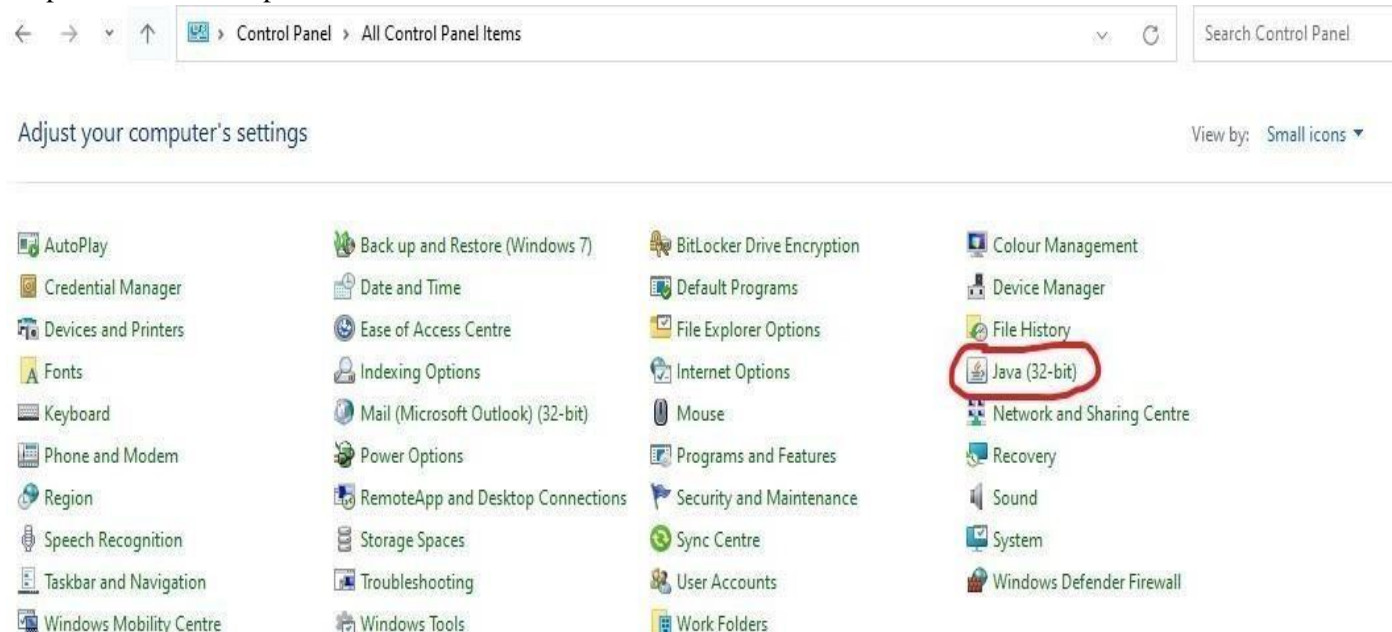 Control Panel > All Control Panel Items Search Control Panel
Adjust your computer's settings
View by: Small icons
AutoPlay Back up and Restore (Windows 7) BitLocker Drive Encryption Colour Management
Credential Manager Date and Time Default Programs Device Manager
Devices and Printers Ease of Access Centre File Explorer Options File History
Fonts Indexing Options Internet Options Java (32-bit)
Keyboard Mail (Microsoft Outlook) (32-bit) Mouse Network and Sharing Centre
Phone and Modem Power Options Programs and Features Recovery
Region RemoteApp and Desktop Connections Security and Maintenance Sound
Speech Recognition Storage Spaces Sync Centre System
Taskbar and Navigation Troubleshooting User Accounts Windows Defender Firewall
Windows Mobility Centre Windows Tools Work Folders